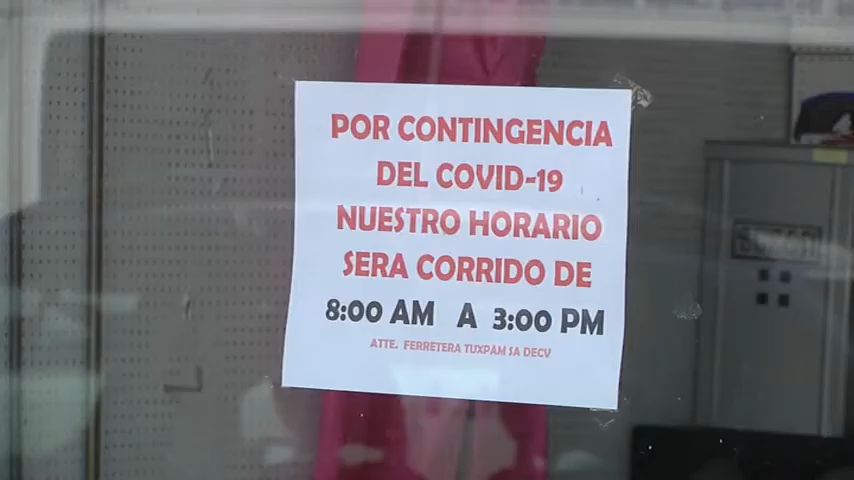 POR CONTINGENCIA
DEL COVID-19
NUESTRO HORARIO
SERA CORRIDO DE
8:00 AM A 3:00 PM
ATTE. FERRETERA TUXPAM SA DECV
4